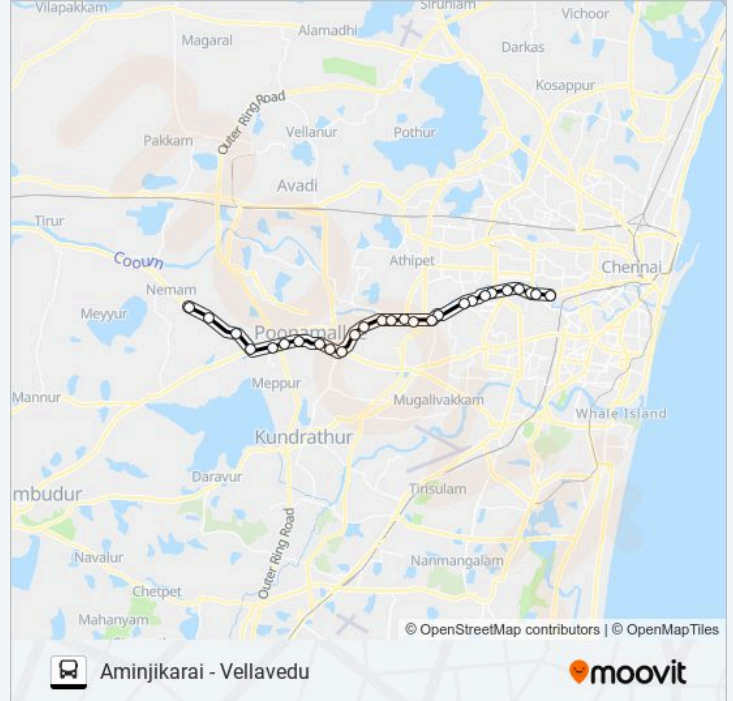 Vilapakkam
Siruniam
Vichoor
Magaral
Alamadhi
Darkas
Kosappur
Outer Ring Road
Pakkam
Vellanur
Pothur
Avadi
Tirur
Cooum
Athipet
Chennai
Nemam
Meyyur
Poonamallee
Meppur
Mannur
Mugalivakkam
Whale Island
Kundrathur
Daravur
mbudur
Tirisulam
Outer Ring Road
Navalur
Nanmangalam
Chetpet
Mahanyam
© OpenStreetMap contributors | © OpenMapTiles
Aminjikarai - Vellavedu
moovit